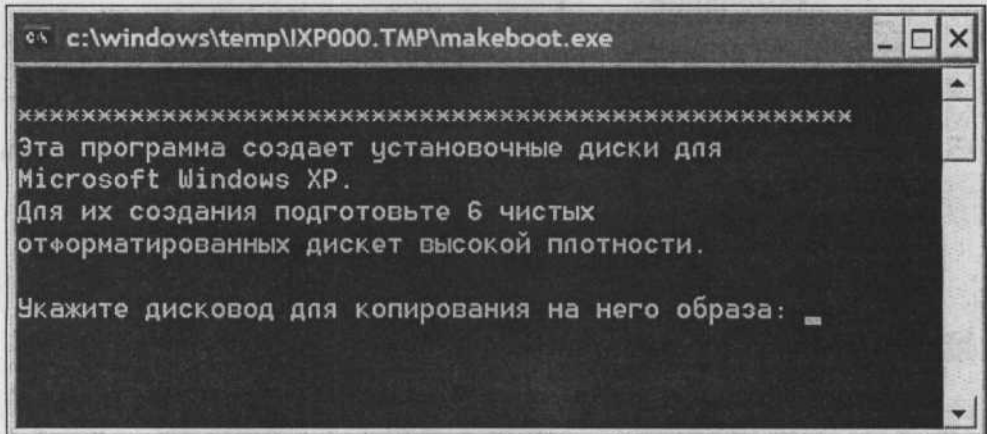 c:\windows\temp\IXP000.TMP\makeboot.exe
*****************************************************
Эта программа создает установочные диски для
Microsoft Windows XP.
Для их создания подготовьте 6 чистых
отформатированных дискет высокой плотности.
Укажите дисковод для копирования на него образа: _